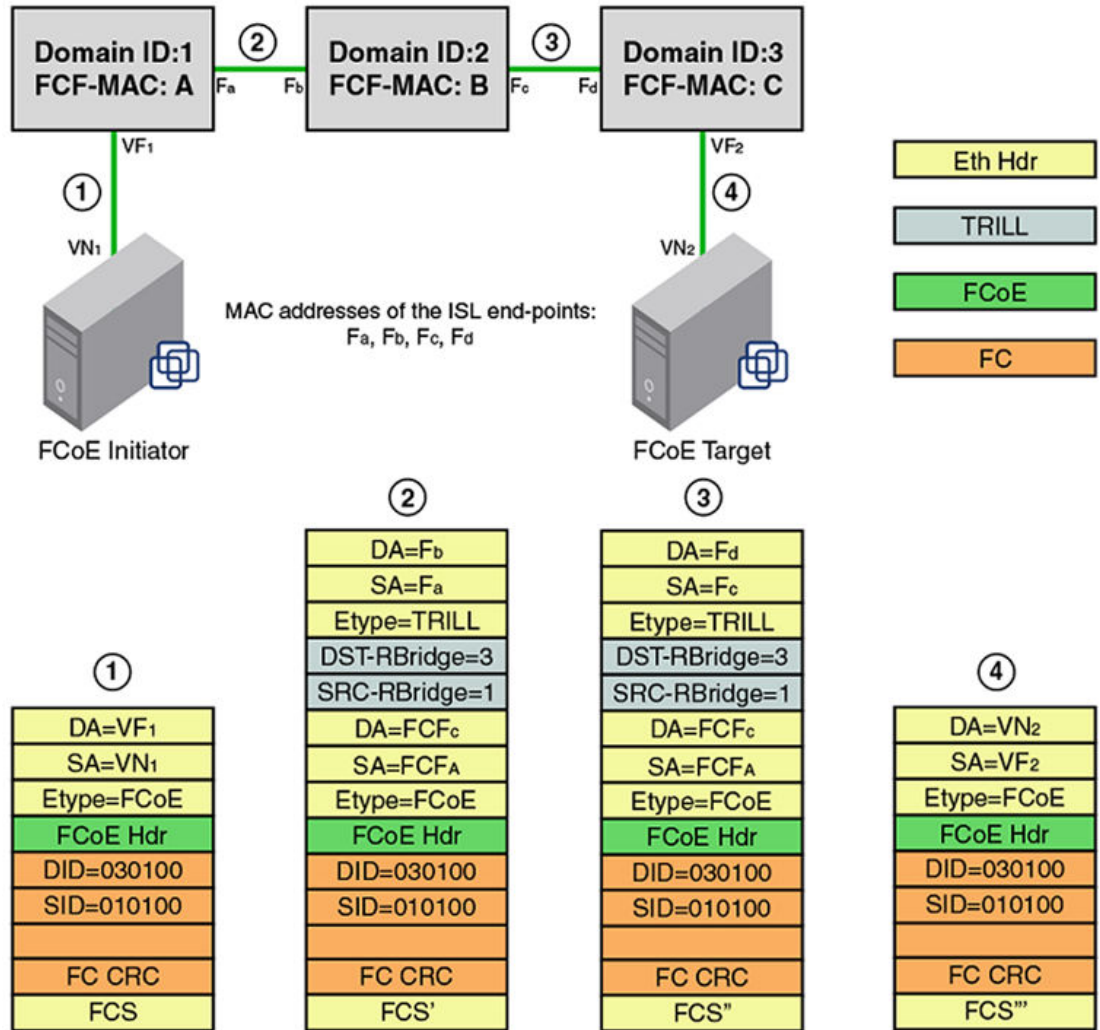 Domain ID:1
FCF-MAC: A
②
Domain ID:2
FCF-MAC: B
③
Domain ID:3
FCF-MAC: C
Fa
Fb
Fc
Fd
VF1
VF2
①
④
VN1
VN2
Eth Hdr
TRILL
FCoE
FC
MAC addresses of the ISL end-points:
Fa, Fb, Fc, Fd
FCoE Initiator
FCoE Target
①
DA=VF1
SA=VN1
Etype=FCoE
FCoE Hdr
DID=030100
SID=010100
FC CRC
FCS
②
DA=Fb
SA=Fa
Etype=TRILL
DST-RBridge=3
SRC-RBridge=1
DA=FCFc
SA=FCFA
Etype=FCoE
FCoE Hdr
DID=030100
SID=010100
FC CRC
FCS'
③
DA=Fd
SA=Fc
Etype=TRILL
DST-RBridge=3
SRC-RBridge=1
DA=FCFc
SA=FCFA
Etype=FCoE
FCoE Hdr
DID=030100
SID=010100
FC CRC
FCS"
④
DA=VN2
SA=VF2
Etype=FCoE
FCoE Hdr
DID=030100
SID=010100
FC CRC
FCS"'